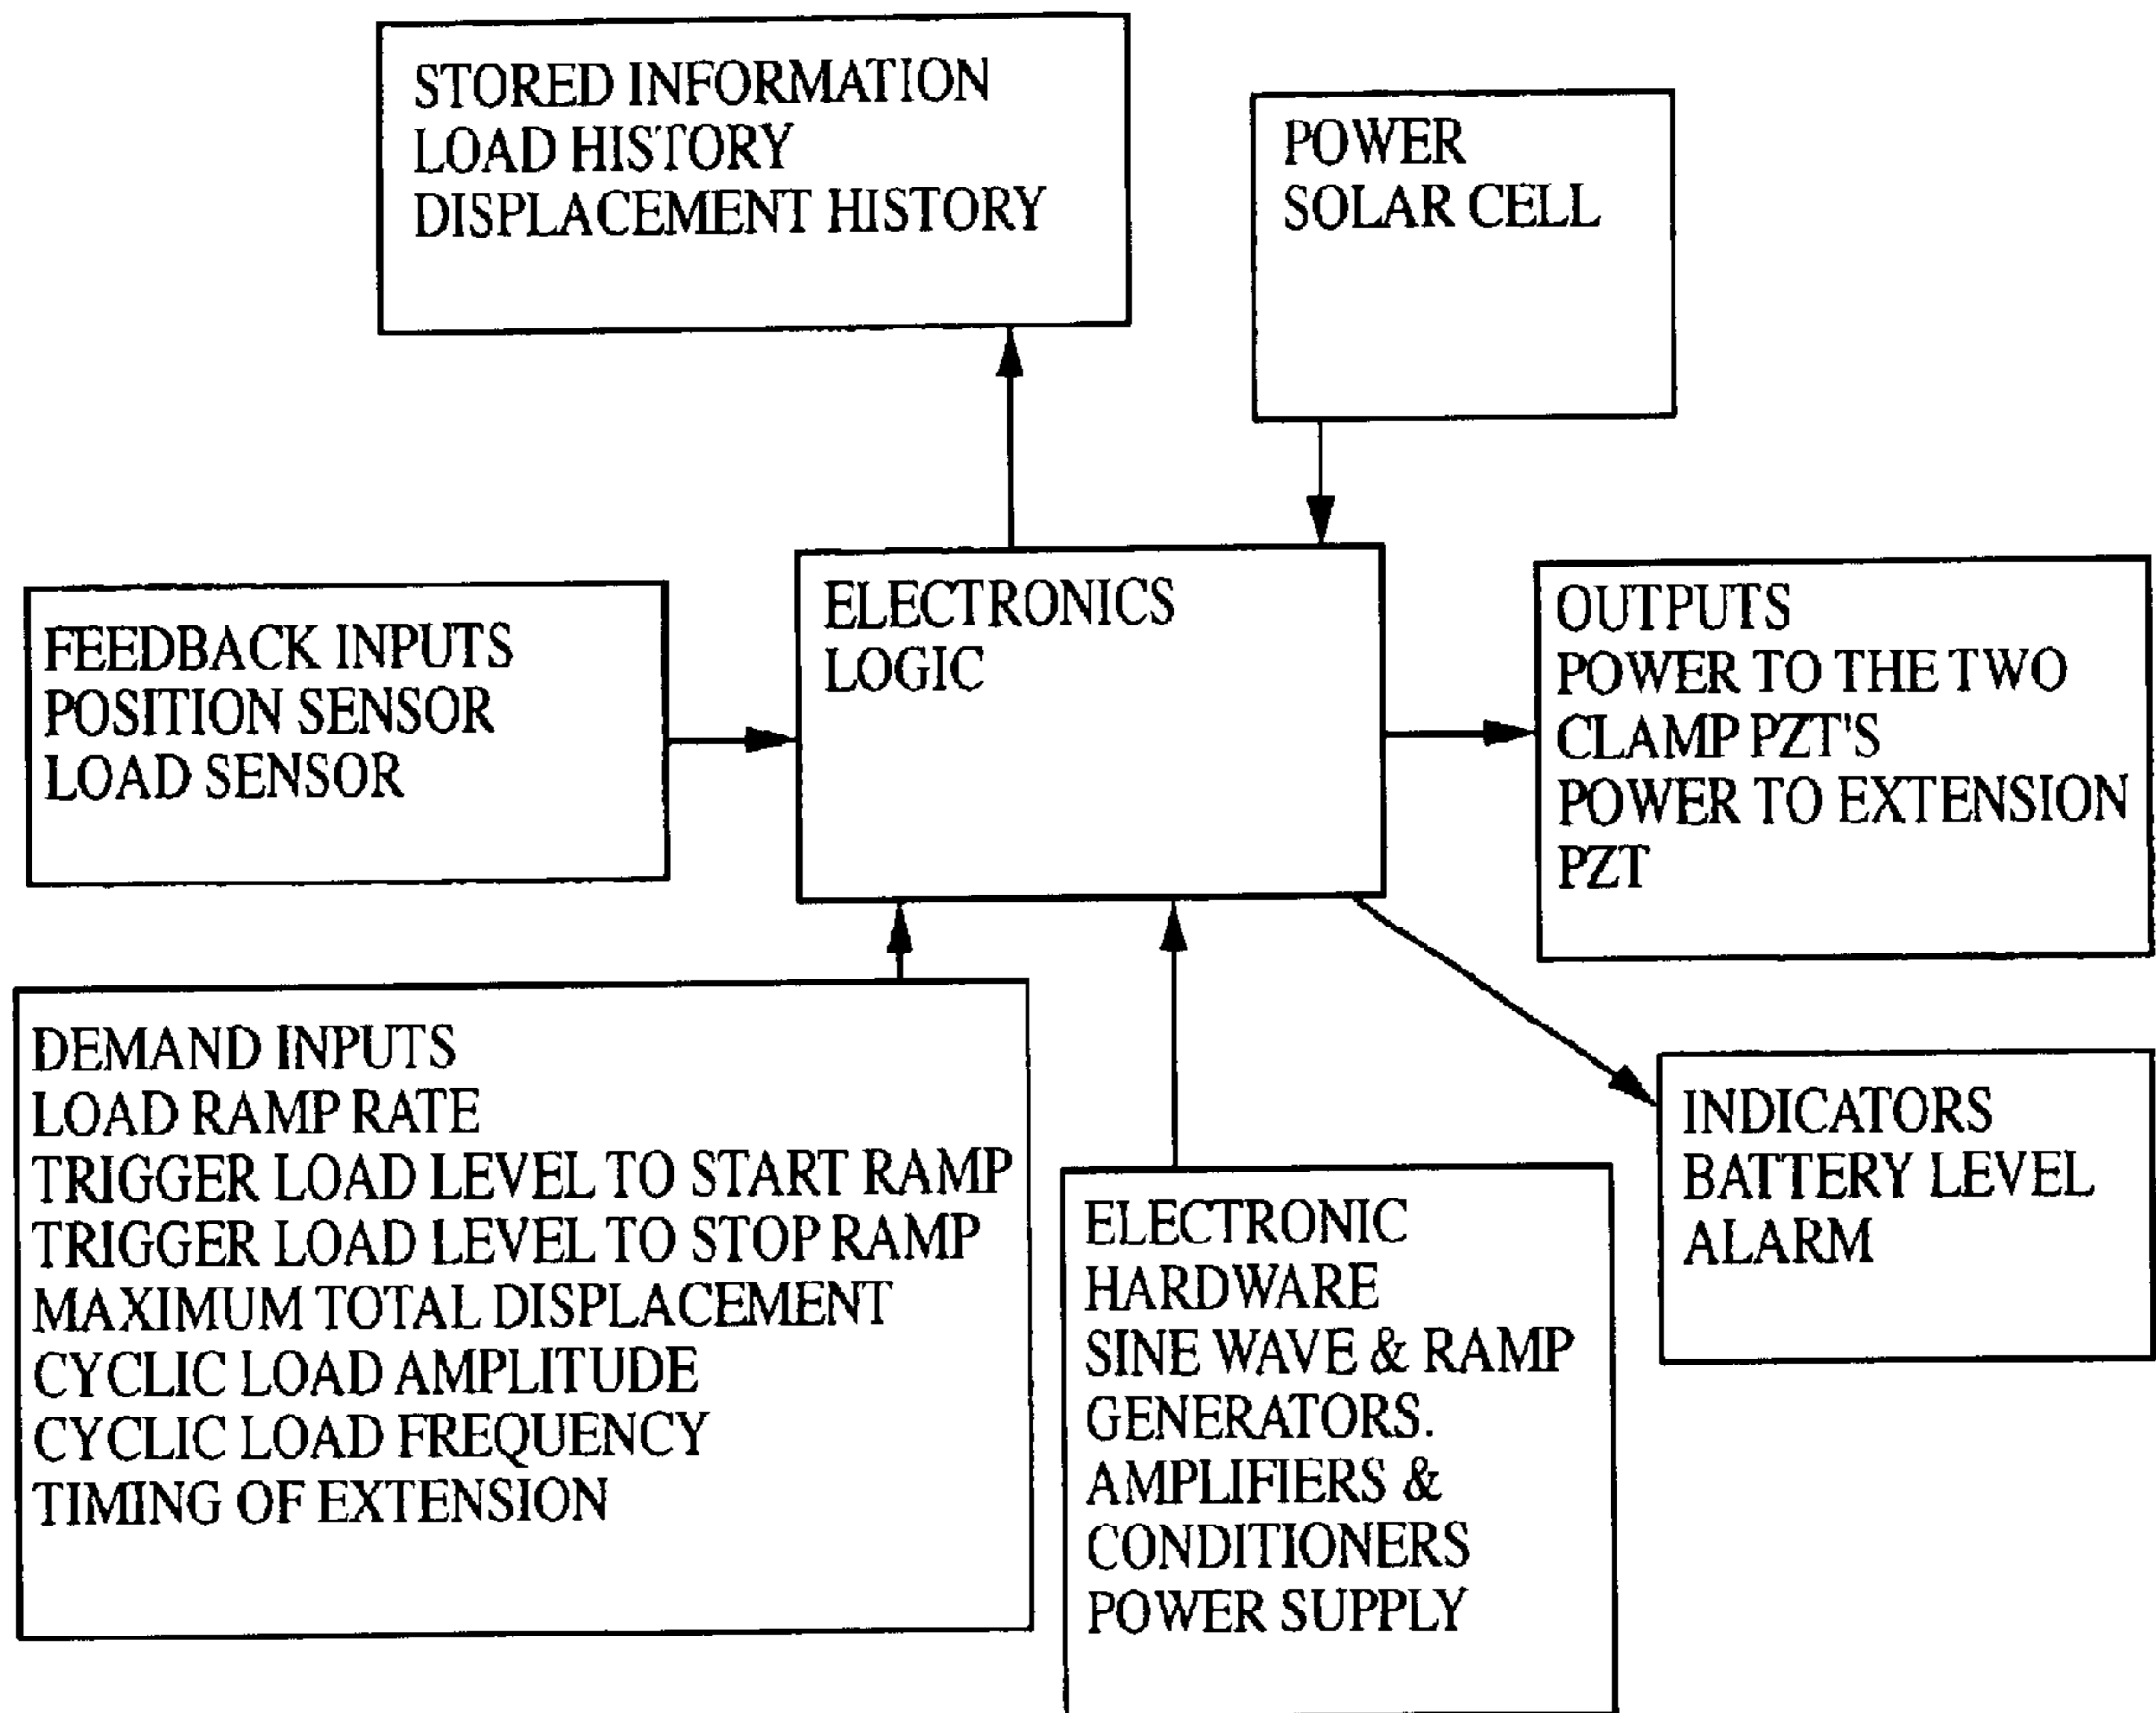 STORED INFORMATION
LOAD HISTORY
DISPLACEMENT HISTORY
POWER
SOLAR CELL
FEEDBACK INPUTS
POSITION SENSOR
LOAD SENSOR
ELECTRONICS
LOGIC
OUTPUTS
POWER TO THE TWO
CLAMP PZT'S
POWER TO EXTENSION
PZT
DEMAND INPUTS
LOAD RAMP RATE
TRIGGER LOAD LEVEL TO START RAMP
TRIGGER LOAD LEVEL TO STOP RAMP
MAXIMUM TOTAL DISPLACEMENT
CYCLIC LOAD AMPLITUDE
CYCLIC LOAD FREQUENCY
TIMING OF EXTENSION
ELECTRONIC
HARDWARE
SINE WAVE & RAMP
GENERATORS.
AMPLIFIERS &
CONDITIONERS
POWER SUPPLY
INDICATORS
BATTERY LEVEL
ALARM